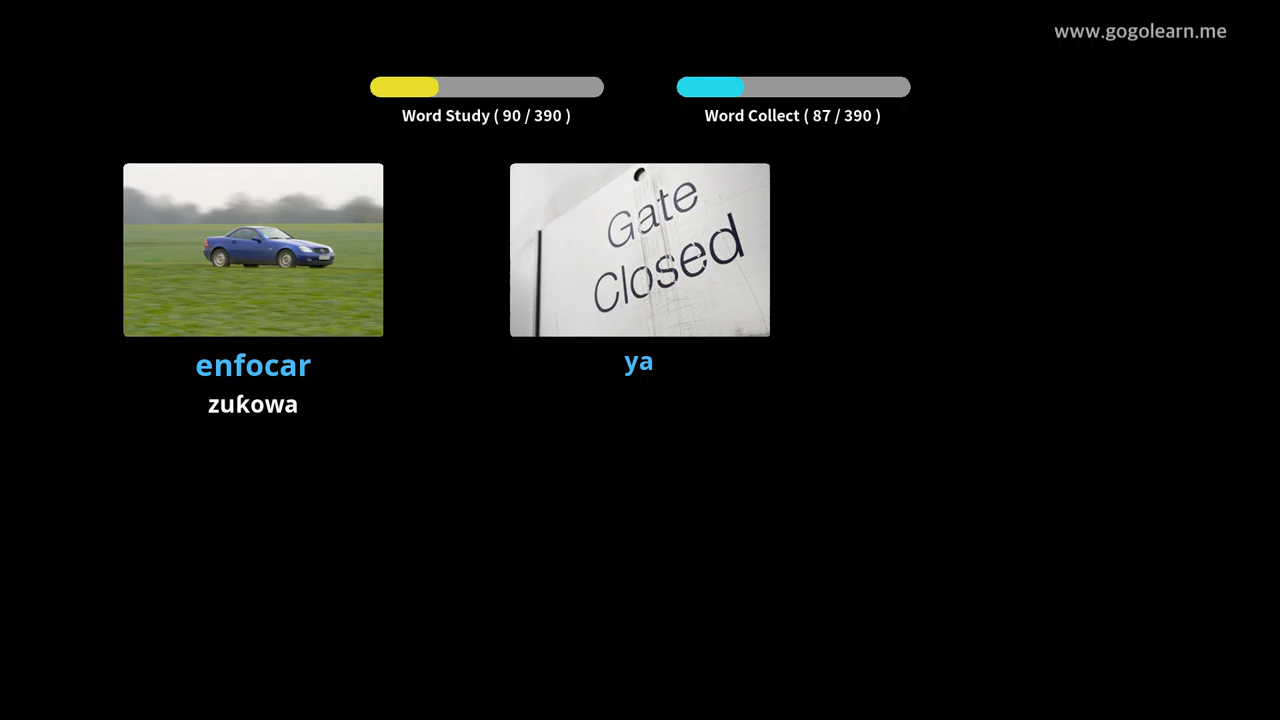 www.gogolearn.me
Word Study ( 90 / 390 )
Word Collect ( 87 / 390 )
Gate
Closed
enfocar
zuƙowa
ya